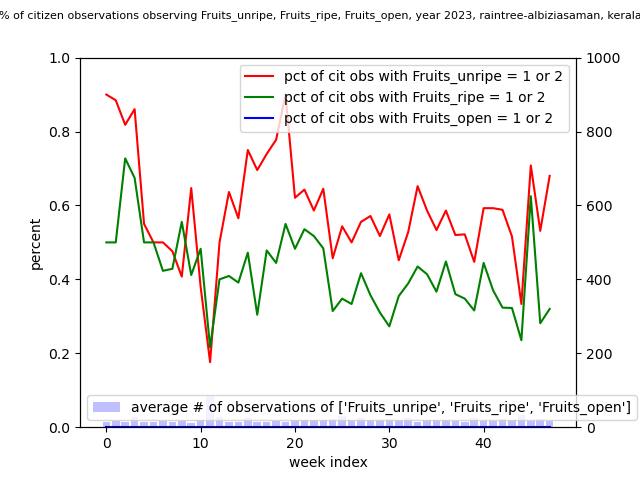 % of citizen observations observing Fruits_unripe, Fruits_ripe, Fruits_open, year 2023, raintree-albiziasaman, kerala
1.0
0.8
0.6
0.4
0.2
0.0
percent
1000
800
600
400
200
0
pct of cit obs with Fruits_unripe = 1 or 2
pct of cit obs with Fruits_ripe = 1 or 2
pct of cit obs with Fruits_open = 1 or 2
average # of observations of ['Fruits_unripe', 'Fruits_ripe', 'Fruits_open']
0 10 20 30 40
week index